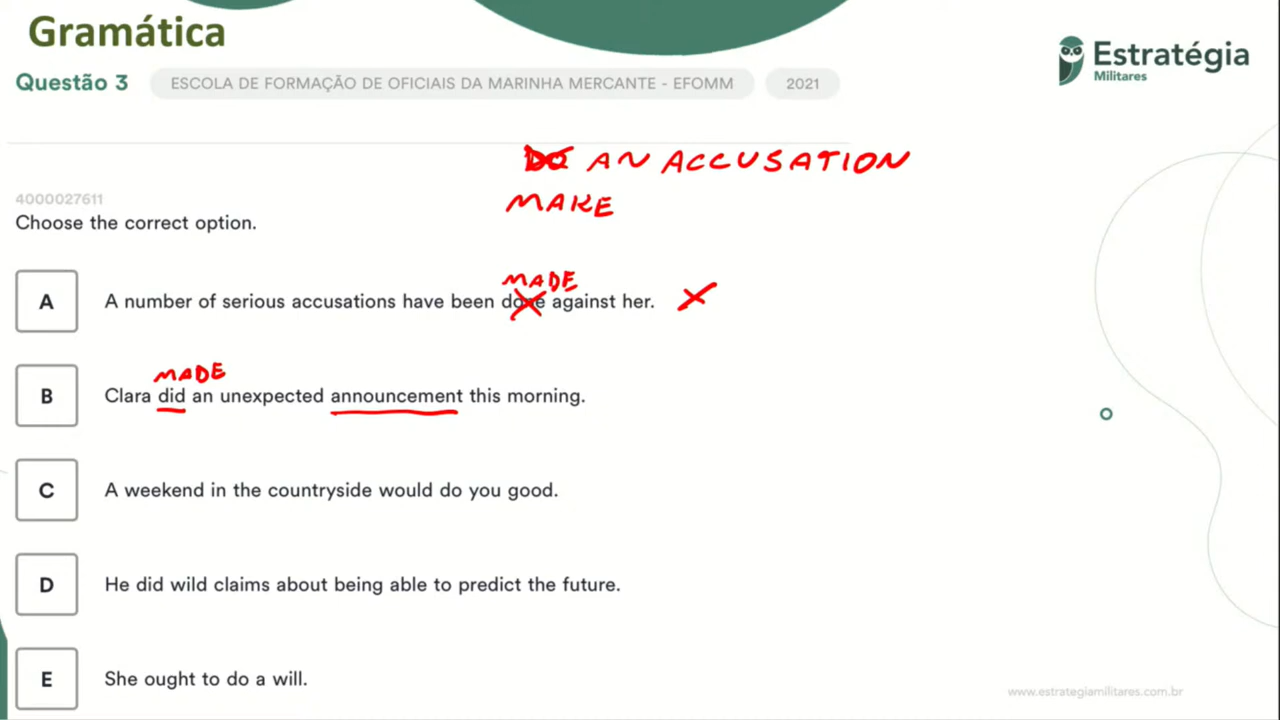 Gramática
Estratégia
Militares
Questão 3 ESCOLA DE FORMAÇÃO DE OFICIAIS DA MARINHA MERCANTE - EFOMM 2021
DO AN ACCUSATION
MAKE
4000027611
Choose the correct option.
MADE
A A number of serious accusations have been done against her. X
MADE
B Clara did an unexpected announcement this morning.
C A weekend in the countryside would do you good.
D He did wild claims about being able to predict the future.
E She ought to do a will.
www.estrategiamilitares.com.br